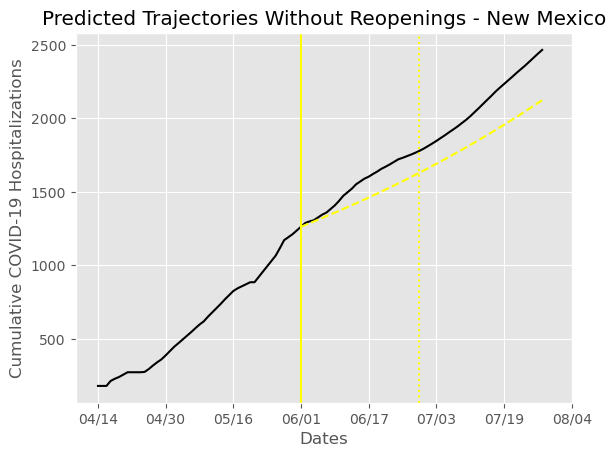 Predicted Trajectories Without Reopenings - New Mexico
Cumulative COVID-19 Hospitalizations
2500
2000
1500
1000
500
04/14 04/30 05/16 06/01 06/17 07/03 07/19 08/04
Dates